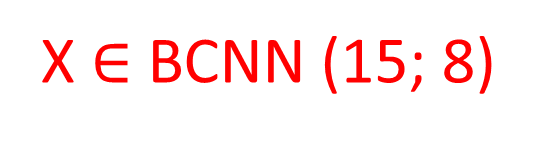 X ∈ BCNN (15; 8)